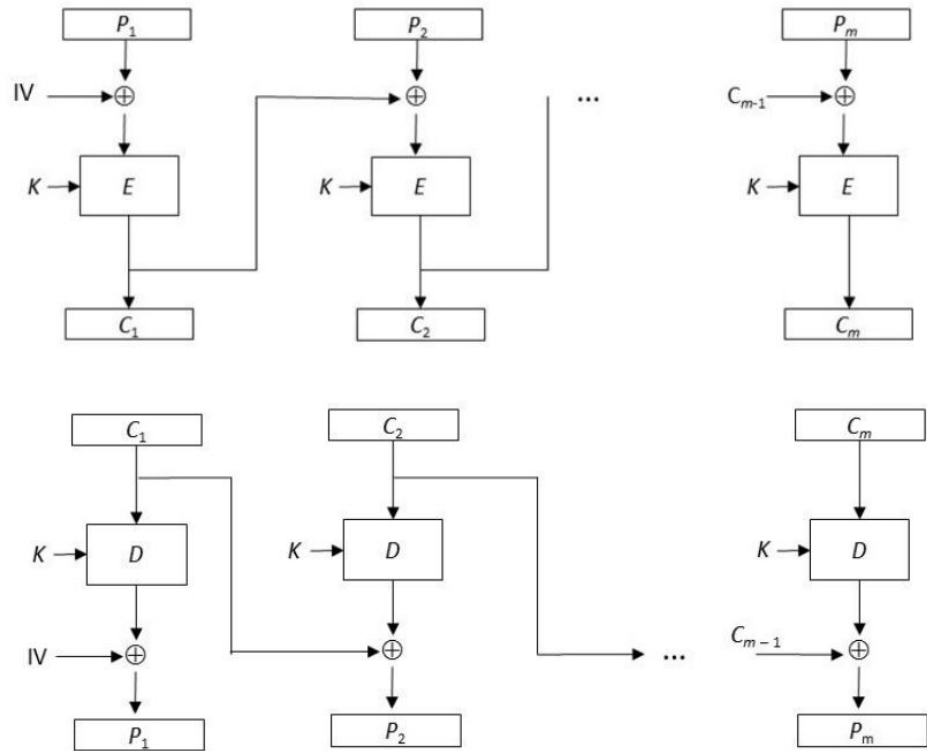 P₁ P₂ Pₘ
IV ⊕ ⊕ ... Cₘ₋₁ ⊕
K E K E K E
C₁ C₂ Cₘ
C₁ C₂ Cₘ
K D K D K D
IV ⊕ ⊕ ... Cₘ₋₁ ⊕
P₁ P₂ Pₘ